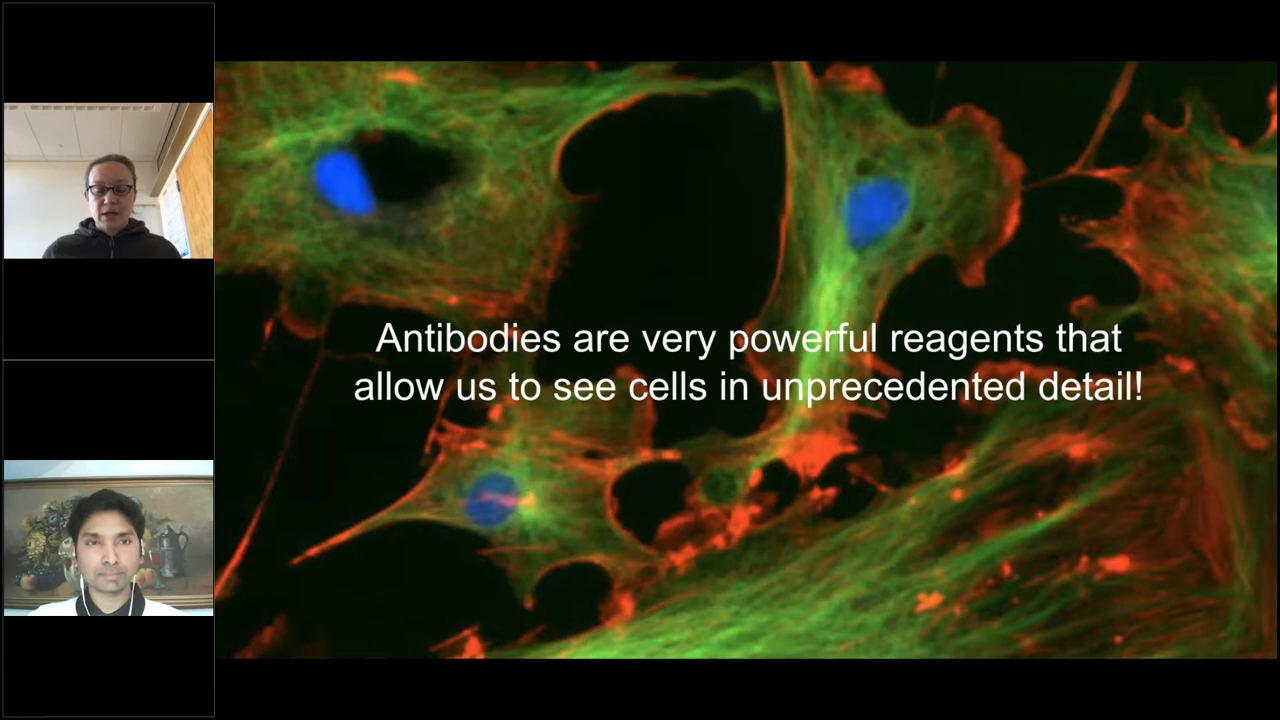 Antibodies are very powerful reagents that
allow us to see cells in unprecedented detail!